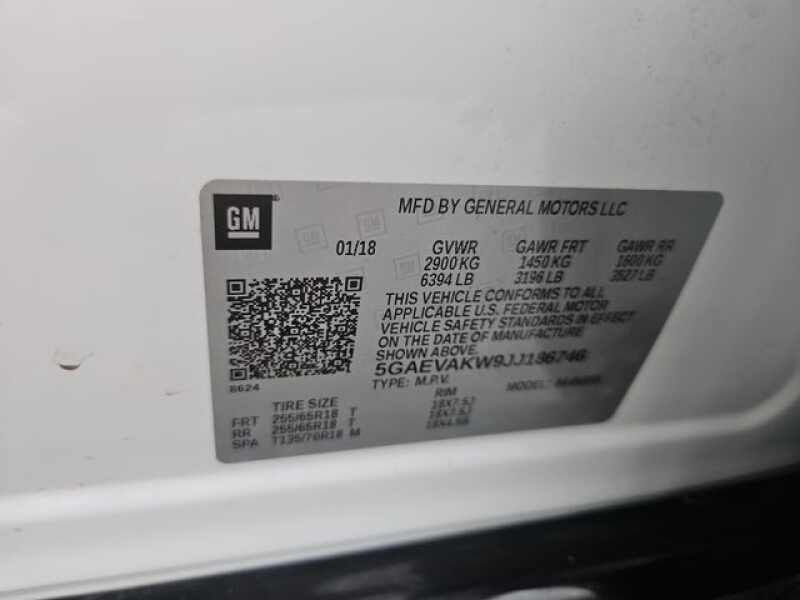 GM
MFD BY GENERAL MOTORS LLC
01/18 GVWR GAWR FRT GAWR RR
2900 KG 1450 KG 1600 KG
6394 LB 3196 LB 3527 LB
THIS VEHICLE CONFORMS TO ALL
APPLICABLE U.S. FEDERAL MOTOR
VEHICLE SAFETY STANDARDS IN EFFECT
ON THE DATE OF MANUFACTURE
SHOWN ABOVE.
5GAEVAKW9JJ186746
TYPE: M.P.V. MODEL:
8624
TIRE SIZE RIM
FRT 255/65R18 T 18X7.5J
RR 255/65R18 T 18X7.5J
SPA T135/70R18 M